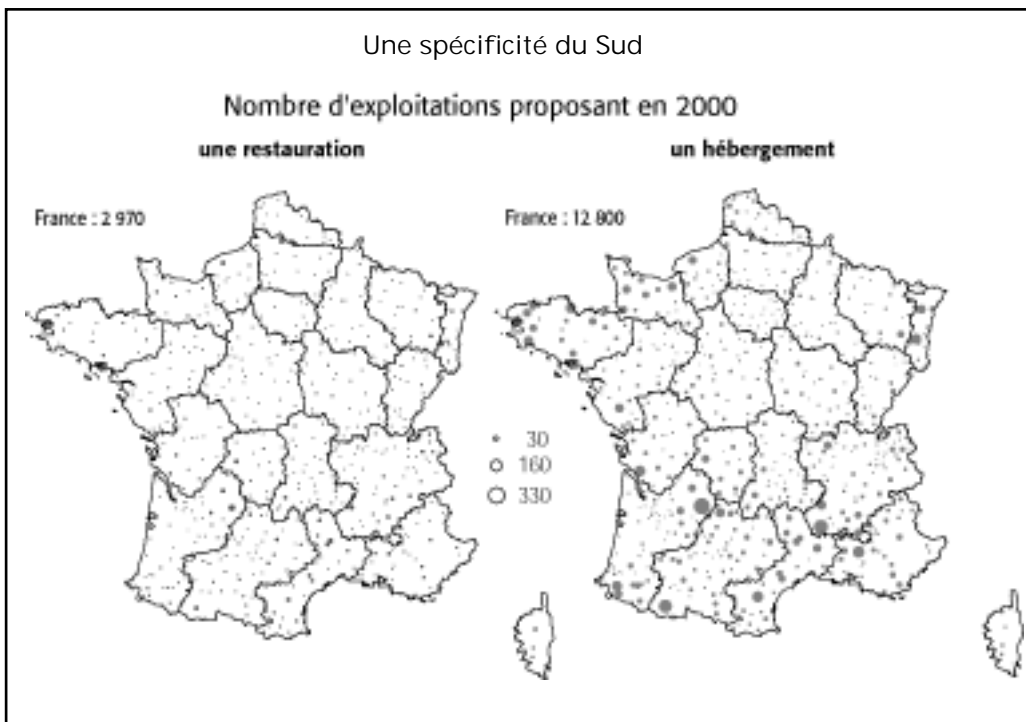 Une spécificité du Sud
Nombre d'exploitations proposant en 2000
une restauration
un hébergement
France : 2 970
France : 12 800
30
160
330